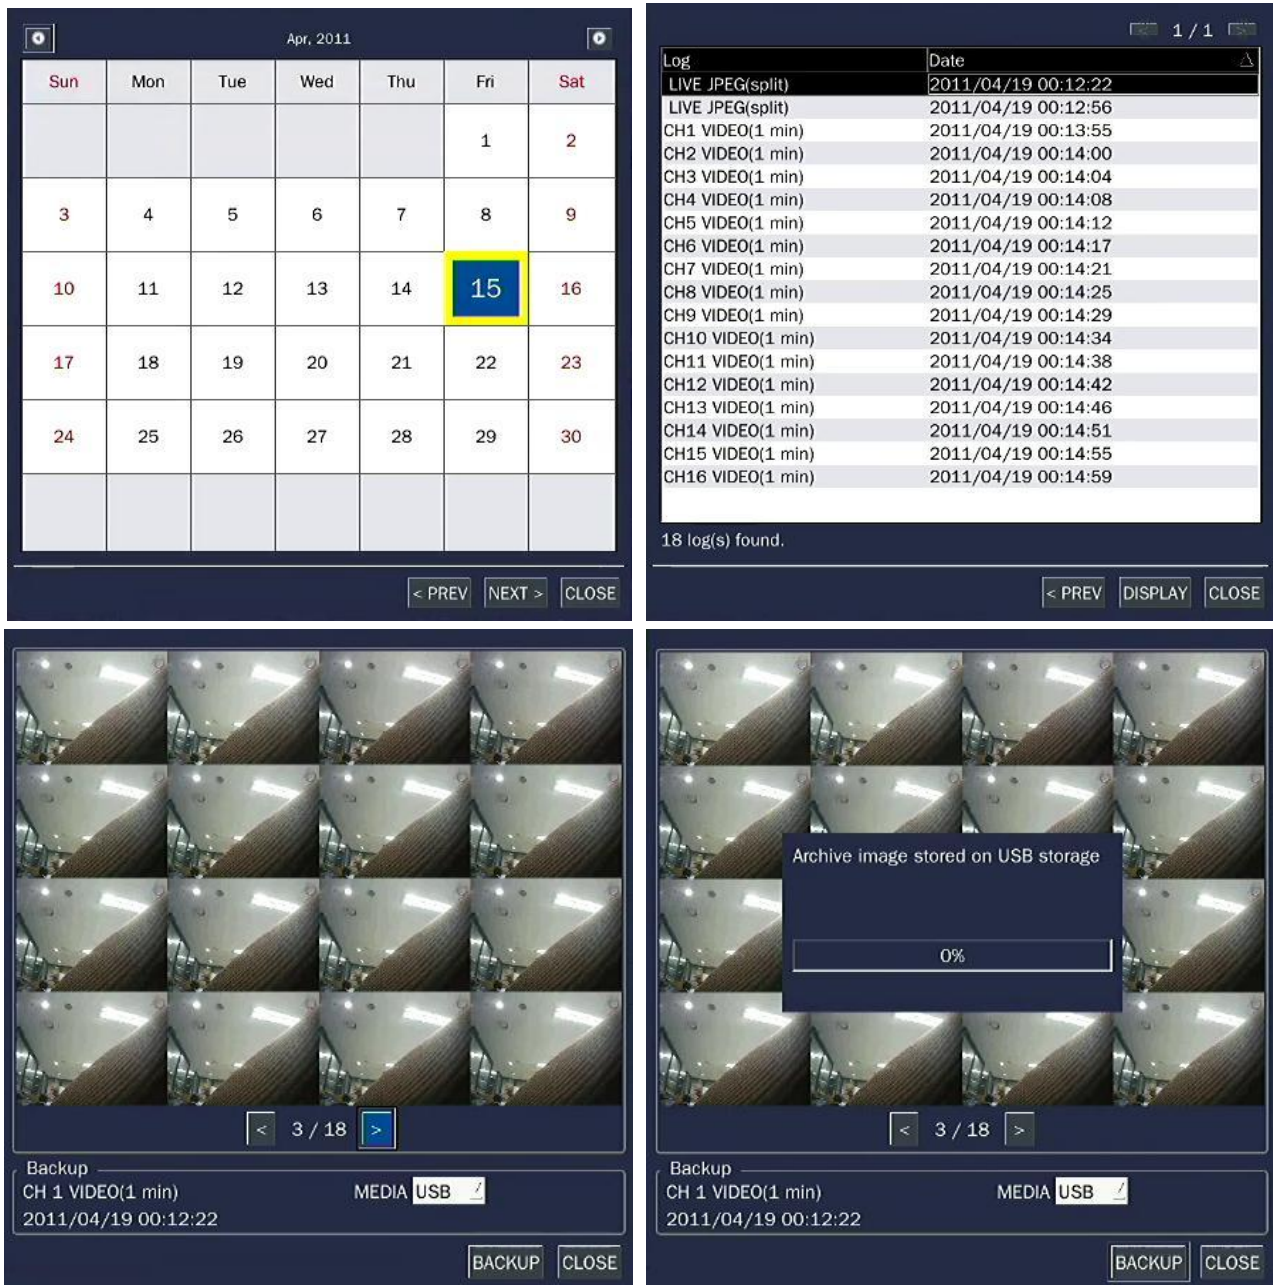 Apr, 2011
Sun Mon Tue Wed Thu Fri Sat
1 2
3 4 5 6 7 8 9
10 11 12 13 14 15 16
17 18 19 20 21 22 23
24 25 26 27 28 29 30
< PREV NEXT > CLOSE
1 / 1
Log Date
LIVE JPEG(split) 2011/04/19 00:12:22
LIVE JPEG(split) 2011/04/19 00:12:56
CH1 VIDEO(1 min) 2011/04/19 00:13:55
CH2 VIDEO(1 min) 2011/04/19 00:14:00
CH3 VIDEO(1 min) 2011/04/19 00:14:04
CH4 VIDEO(1 min) 2011/04/19 00:14:08
CH5 VIDEO(1 min) 2011/04/19 00:14:12
CH6 VIDEO(1 min) 2011/04/19 00:14:17
CH7 VIDEO(1 min) 2011/04/19 00:14:21
CH8 VIDEO(1 min) 2011/04/19 00:14:25
CH9 VIDEO(1 min) 2011/04/19 00:14:29
CH10 VIDEO(1 min) 2011/04/19 00:14:34
CH11 VIDEO(1 min) 2011/04/19 00:14:38
CH12 VIDEO(1 min) 2011/04/19 00:14:42
CH13 VIDEO(1 min) 2011/04/19 00:14:46
CH14 VIDEO(1 min) 2011/04/19 00:14:51
CH15 VIDEO(1 min) 2011/04/19 00:14:55
CH16 VIDEO(1 min) 2011/04/19 00:14:59
18 log(s) found.
< PREV DISPLAY CLOSE
< 3 / 18 >
Backup
CH 1 VIDEO(1 min) MEDIA USB
2011/04/19 00:12:22
BACKUP CLOSE
Archive image stored on USB storage
0%
< 3 / 18 >
Backup
CH 1 VIDEO(1 min) MEDIA USB
2011/04/19 00:12:22
BACKUP CLOSE